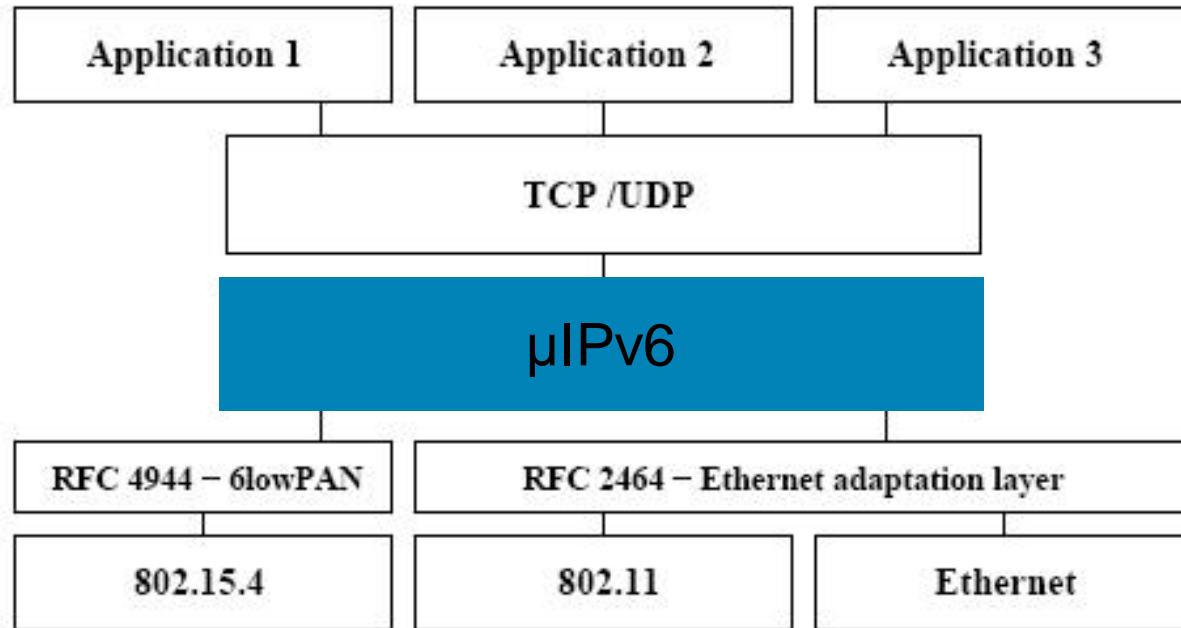 Application 1
Application 2
Application 3
TCP /UDP
µIPv6
RFC 4944 – 6lowPAN
RFC 2464 – Ethernet adaptation layer
802.15.4
802.11
Ethernet